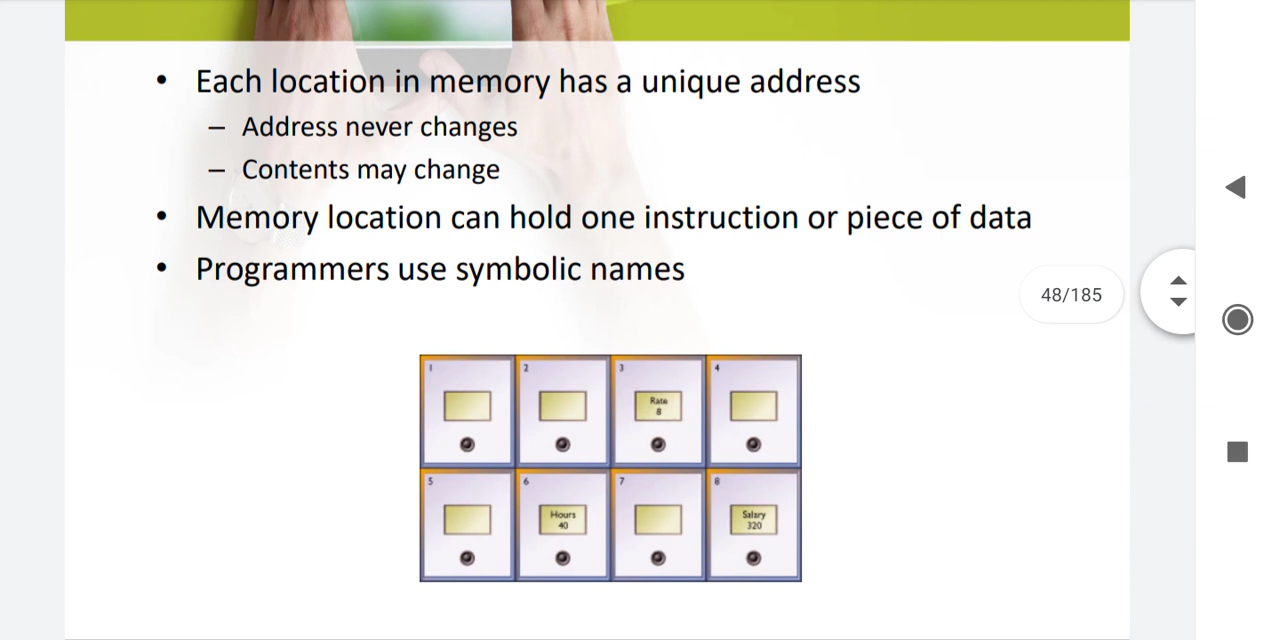 • Each location in memory has a unique address
– Address never changes
– Contents may change
• Memory location can hold one instruction or piece of data
• Programmers use symbolic names
48/185
1
2
3
4
Rate
8
5
6
7
8
Hours
40
Salary
320